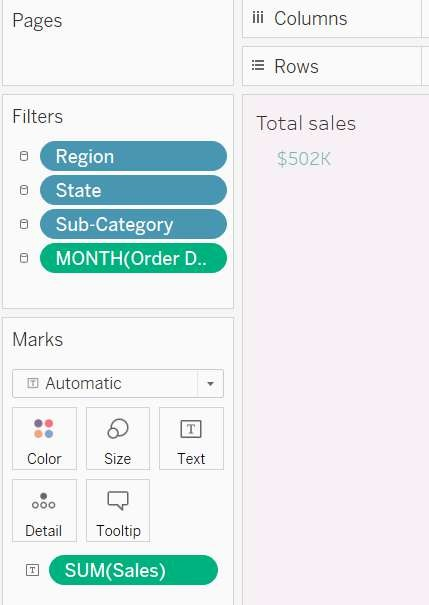 Pages
Columns
Rows
Filters
Region
State
Sub-Category
MONTH(Order D..
Total sales
$502K
Marks
T Automatic
Color
Size
T
Text
Detail
Tooltip
T SUM(Sales)